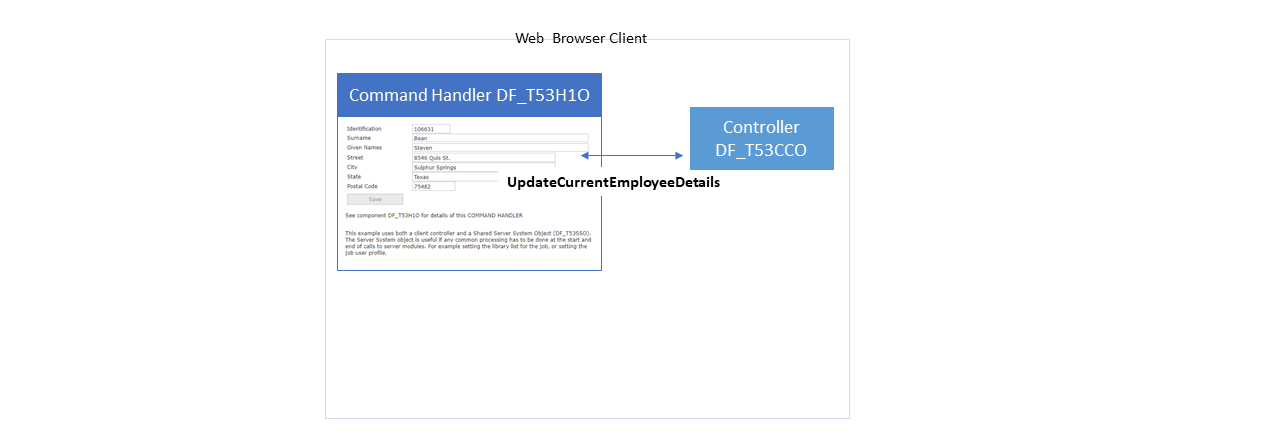 Web  Browser Client
Command Handler DF_T53H1O
Controller
DF_T53CCO
Identification 106631
Surname Bean
Given Names Steven
Street 8546 Quis St.
City Sulphur Springs
State Texas
Postal Code 75482
UpdateCurrentEmployeeDetails
Save
See component DF_T53H1O for details of this COMMAND HANDLER
This example uses both a client controller and a Shared Server System Object (DF_T53SSO).
The Server System object is useful if any common processing has to be done at the start and
end of calls to server modules. For example setting the library list for the job, or setting the
job user profile.